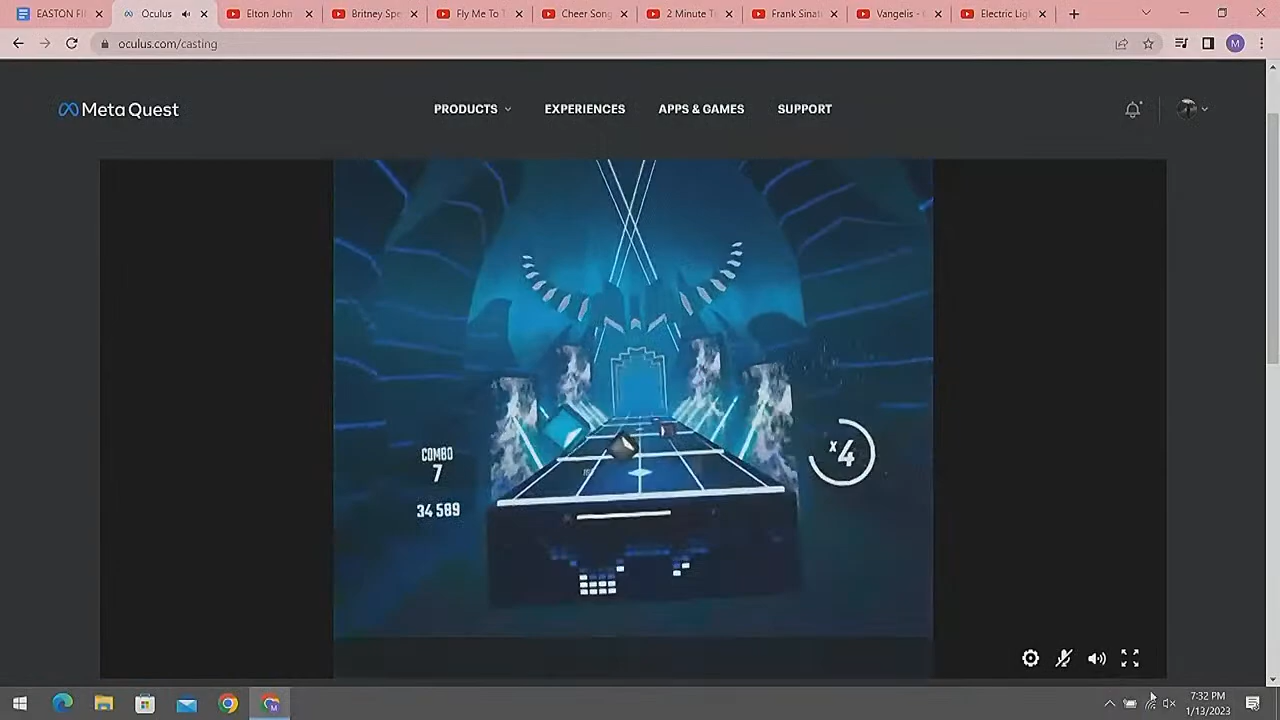 EASTON FI
Oculus
Elton John
Britney Spe
Fly Me To T
Cheer Song
2 Minute T
Frank Sinat
Vangelis -
Electric Lig
oculus.com/casting
M
Meta Quest
PRODUCTS
EXPERIENCES
APPS & GAMES
SUPPORT
COMBO
7
34 589
x4
7:32 PM
1/13/2023